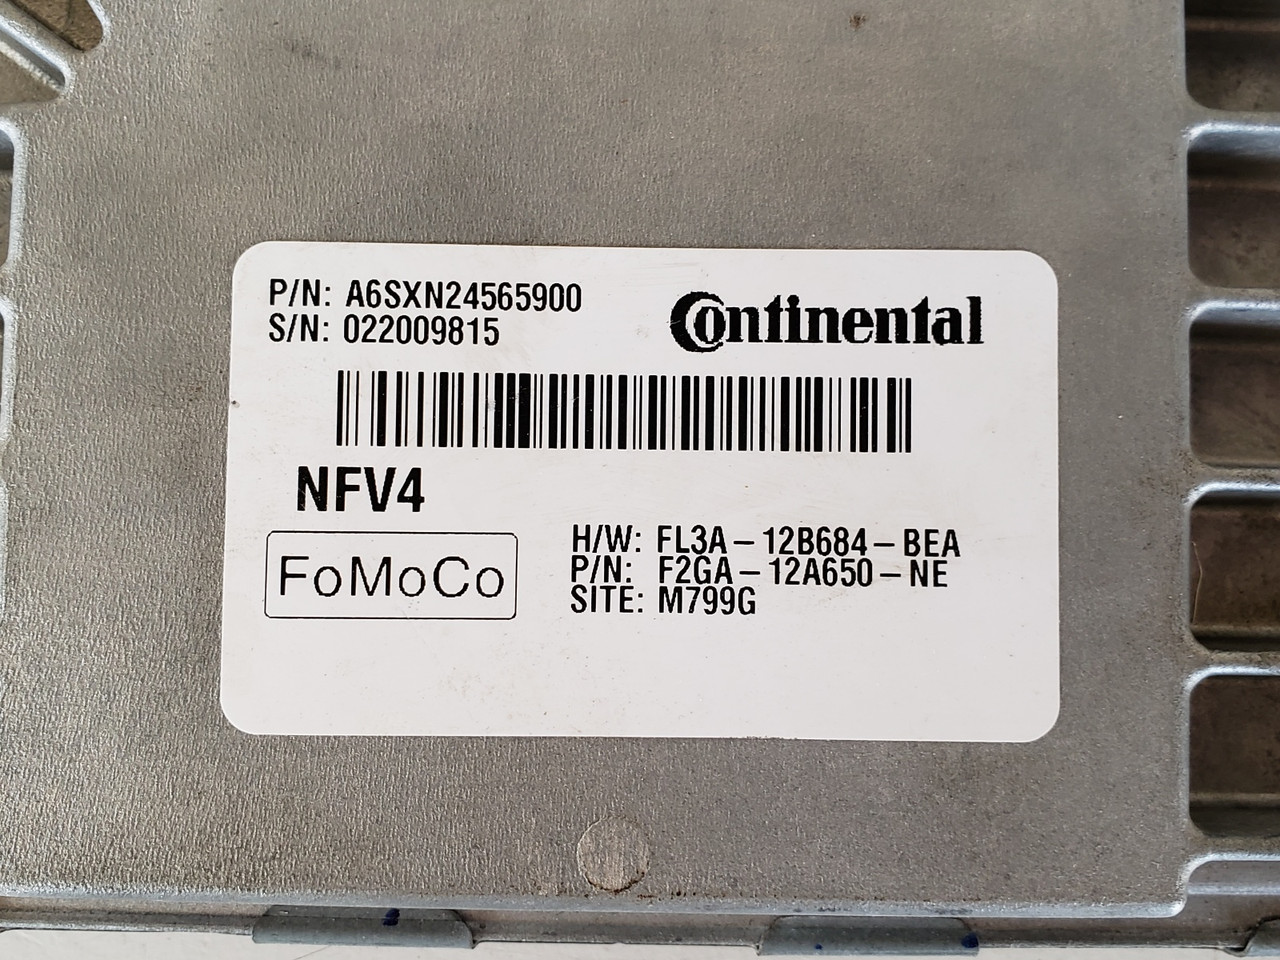 P/N: A6SXN24565900
S/N: 022009815
Continental
NFV4
FoMoCo
H/W: FL3A-12B684-BEA
P/N: F2GA-12A650-NE
SITE: M799G